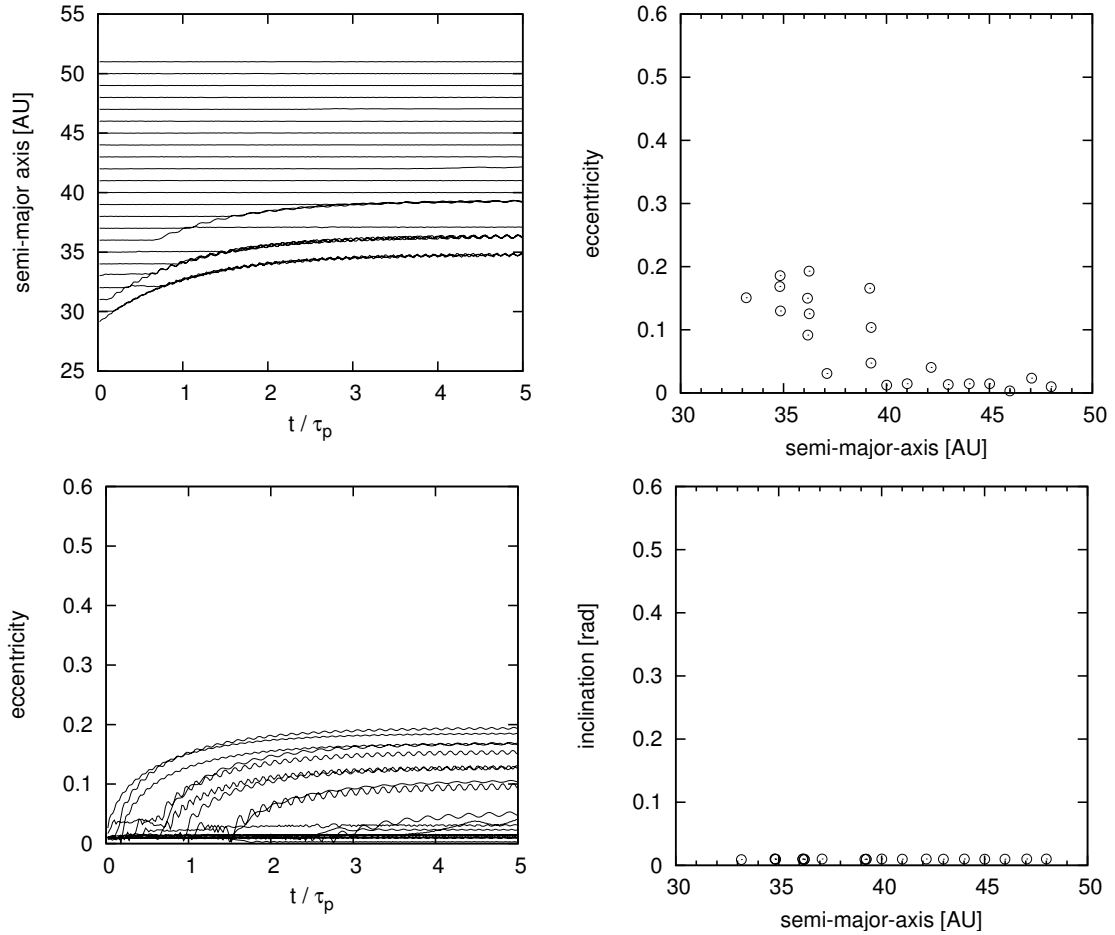 55
50
45
40
35
30
25
semi-major axis [AU]
0 1 2 3 4 5
t / τp
0.6
0.5
0.4
0.3
0.2
0.1
0
eccentricity
30 35 40 45 50
semi-major-axis [AU]
0.6
0.5
0.4
0.3
0.2
0.1
0
eccentricity
0 1 2 3 4 5
t / τp
0.6
0.5
0.4
0.3
0.2
0.1
0
inclination [rad]
30 35 40 45 50
semi-major-axis [AU]